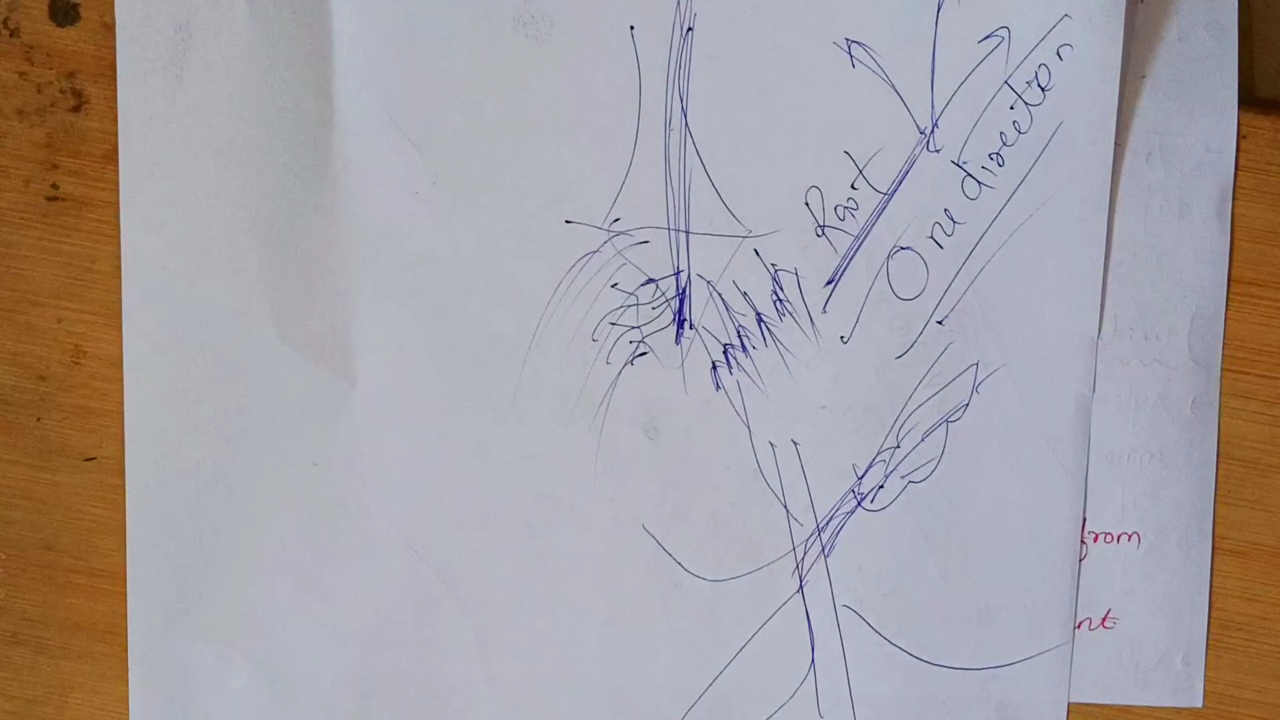 Root
One direction
from
nt